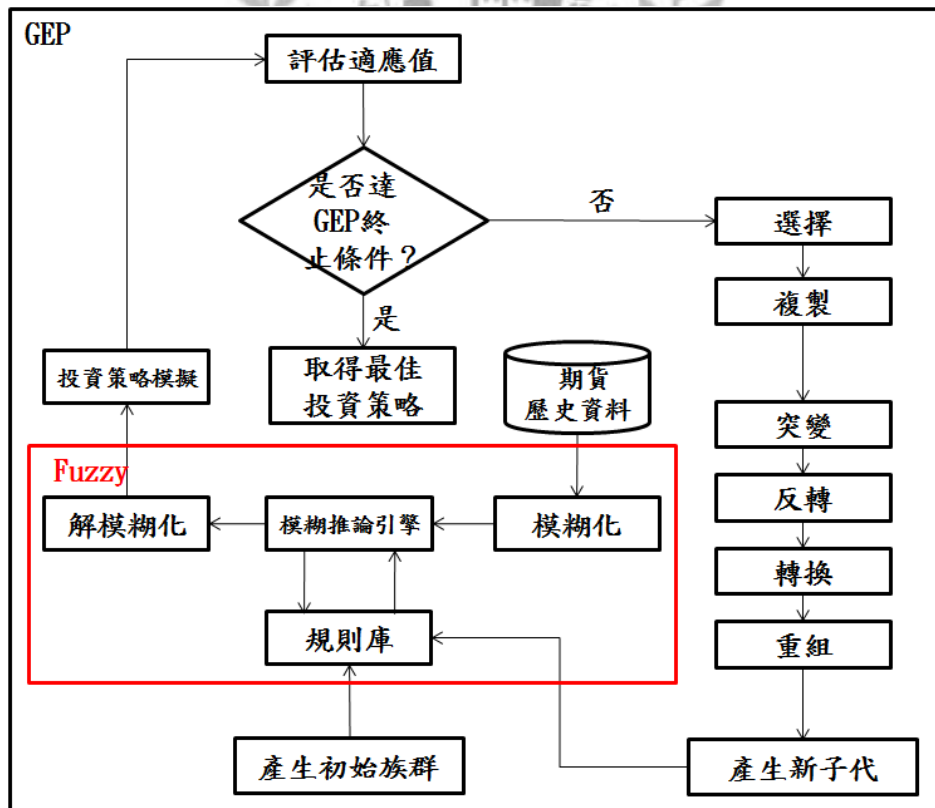 GEP
評估適應值
是否達
GEP終
止條件？
否
選擇
複製
是
取得最佳
投資策略
期貨
歷史資料
投資策略模擬
突變
Fuzzy
反轉
解模糊化
模糊推論引擎
模糊化
轉換
規則庫
重組
產生初始族群
產生新子代